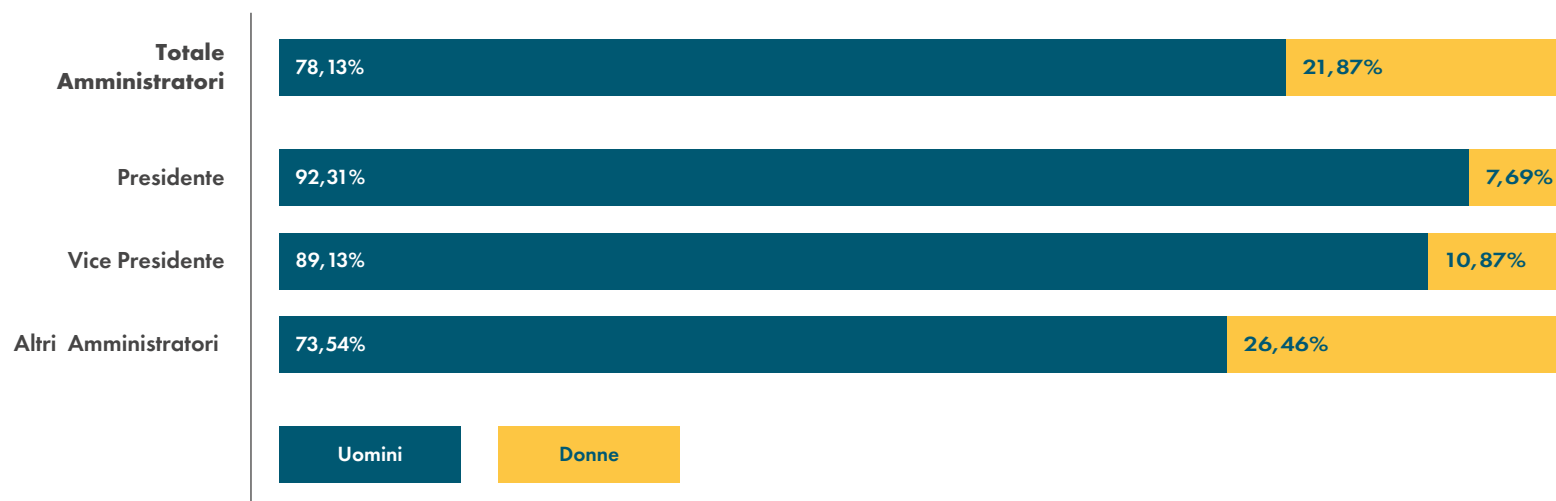 Totale
Amministratori
78,13%
21,87%
Presidente
92,31%
7,69%
Vice Presidente
89,13%
10,87%
Altri Amministratori
73,54%
26,46%
Uomini
Donne